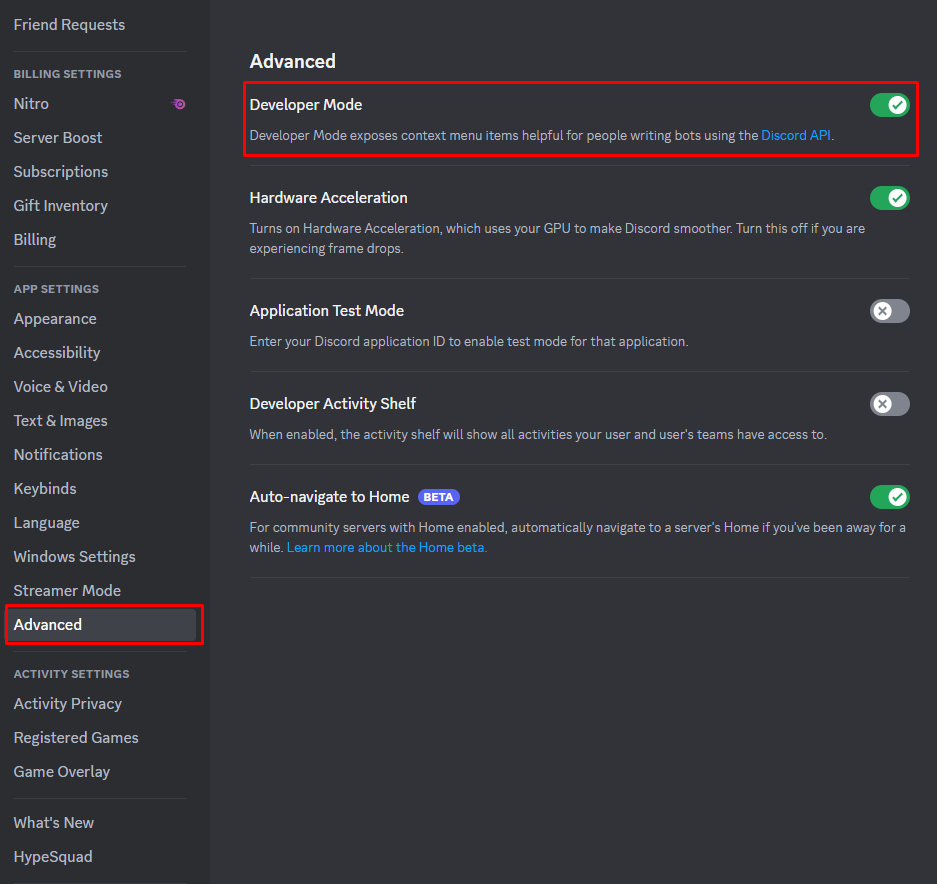 Friend Requests
BILLING SETTINGS
Nitro
Server Boost
Subscriptions
Gift Inventory
Billing
APP SETTINGS
Appearance
Accessibility
Voice & Video
Text & Images
Notifications
Keybinds
Language
Windows Settings
Streamer Mode
Advanced
ACTIVITY SETTINGS
Activity Privacy
Registered Games
Game Overlay
What's New
HypeSquad
Advanced
Developer Mode
Developer Mode exposes context menu items helpful for people writing bots using the Discord API.
Hardware Acceleration
Turns on Hardware Acceleration, which uses your GPU to make Discord smoother. Turn this off if you are
experiencing frame drops.
Application Test Mode
Enter your Discord application ID to enable test mode for that application.
Developer Activity Shelf
When enabled, the activity shelf will show all activities your user and user's teams have access to.
Auto-navigate to Home BETA
For community servers with Home enabled, automatically navigate to a server's Home if you've been away for a
while. Learn more about the Home beta.